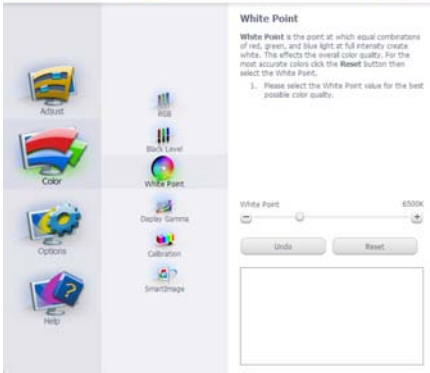 White Point
White Point is the point at which equal combinations
of red, green, and blue light at full intensity create
white. This effects the overall color quality. For the
most accurate colors click the Reset button then
select the White Point.
1. Please select the White Point value for the best
possible color quality.
Adjust
Color
Options
Help
RGB
Black Level
White Point
Display Gamma
Calibration
SmartImage
White Point 6500K
Undo Reset